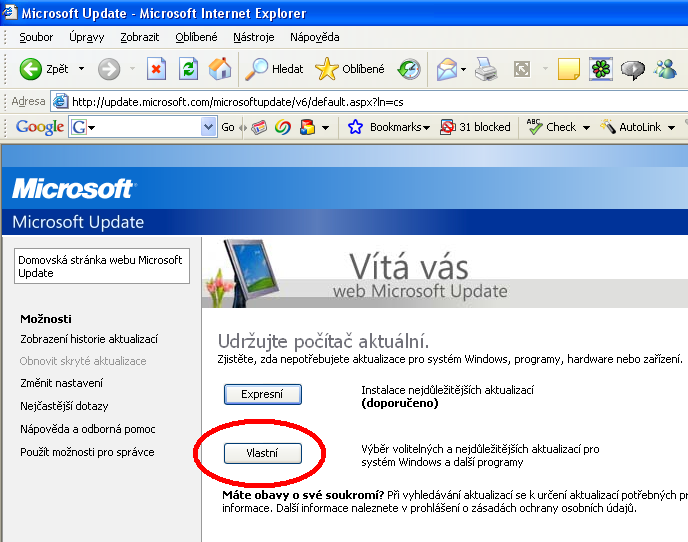 Microsoft Update - Microsoft Internet Explorer
Soubor Úpravy Zobrazit Oblíbené Nástroje Nápověda
Zpět Hledat Oblíbené
Adresa http://update.microsoft.com/microsoftupdate/v6/default.aspx?ln=cs
Google G Go Bookmarks 31 blocked ABC Check AutoLink
Microsoft
Microsoft Update
Domovská stránka webu Microsoft
Update
Vítá vás
web Microsoft Update
Možnosti
Zobrazení historie aktualizací
Obnovit skryté aktualizace
Změnit nastavení
Nejčastější dotazy
Nápověda a odborná pomoc
Použít možnosti pro správce
Udržujte počítač aktuální.
Zjistěte, zda nepotřebujete aktualizace pro systém Windows, programy, hardware nebo zařízení.
Expresní
Instalace nejdůležitějších aktualizací
(doporučeno)
Vlastní
Výběr volitelných a nejdůležitějších aktualizací pro
systém Windows a další programy
Máte obavy o své soukromí? Při vyhledávání aktualizací se k určení aktualizací potřebných pr
informace. Další informace naleznete v prohlášení o zásadách ochrany osobních údajů.